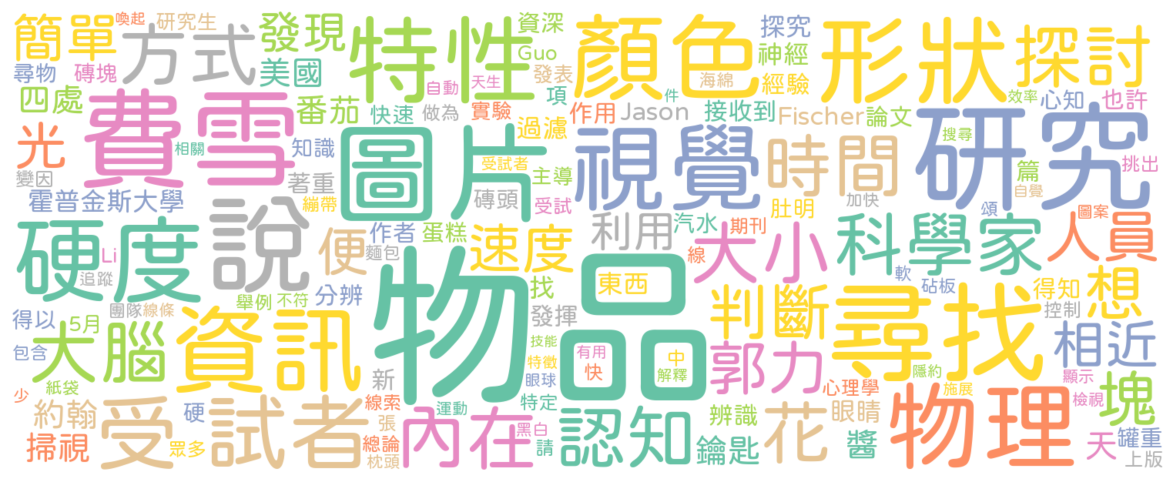 簡單
喚起
研究生
方式
發現
特性
資深
Guo
顏色
探究
神經
形狀
探討
尋物
磚塊
美國
自動
天生
發表
海綿
經驗
件
效率
四處
費雪
番茄
快速
做為
實驗
項
作用
Jason
接收到
Fischer
論文
心知
也許
光
相關
知識
圖片
過濾
視覺
時間
研究
搜尋
挑出
變因
著重
受試者
主導
篇
自覺
霍普金斯大學
繃帶
磚頭
受試
肚明
加快
頌
圖案
硬度
說
便
作者
蛋糕
麵包
速度
利用
汽水
期刊
線
大小
科學家
人員
Li
追蹤
物品
東西
軟
砧板
想
舉例
不符
分辨
找
得知
控制
團隊
線條
發揮
判斷
尋找
得以
5月
大腦
資訊
技能
有用
中
相近
包含
新
特徵
快
解釋
郭力
隱約
顯示
紙袋
眼球
心理學
施展
檢視
塊
少
約翰
受試者
硬
線索
運動
特定
內在
張
黑白
認知
辨識
花
眼睛
物理
罐重
掃視
眾多
總論
枕頭
請
鑰匙
醬
天
上版